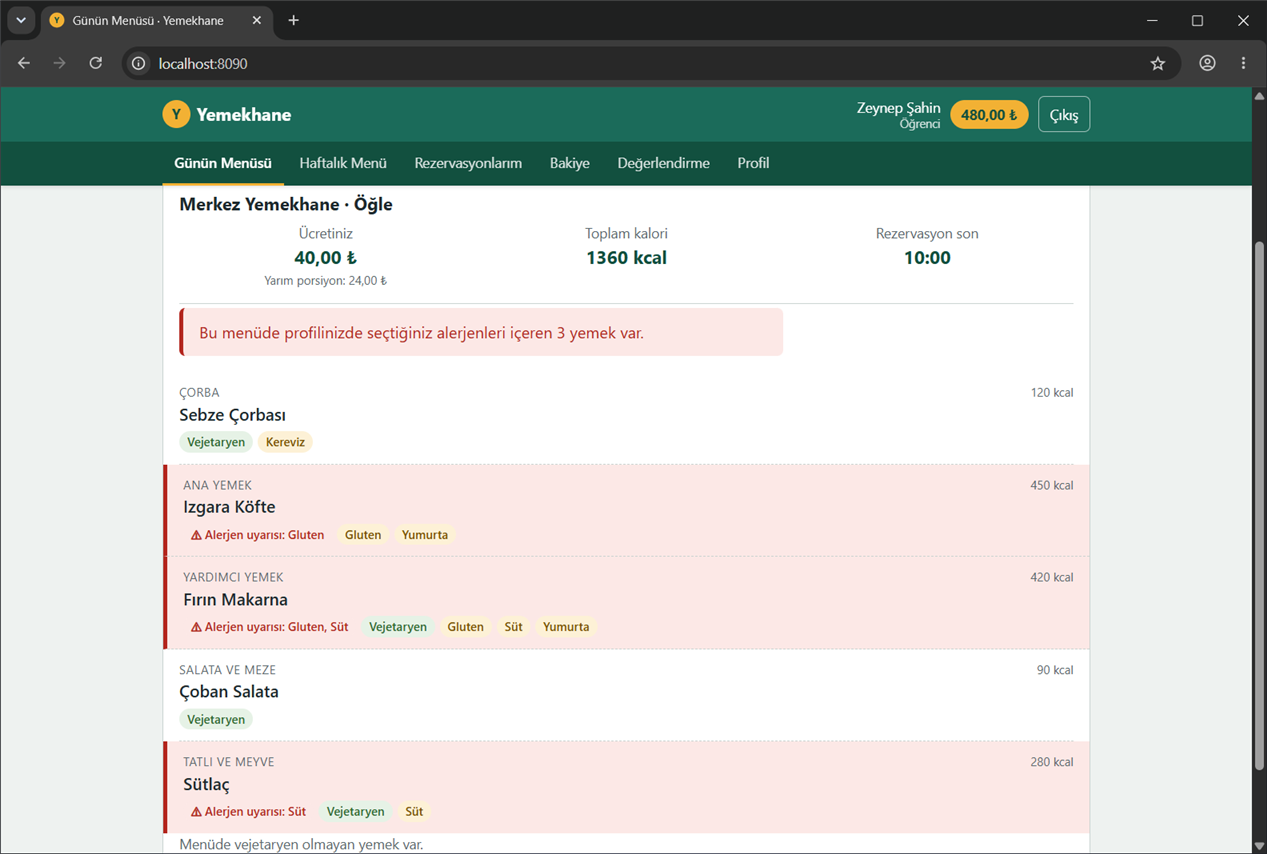 Y Günün Menüsü · Yemekhane
localhost:8090
Y Yemekhane
Zeynep Şahin
Öğrenci
480,00 ₺
Çıkış
Günün Menüsü Haftalık Menü Rezervasyonlarım Bakiye Değerlendirme Profil
Merkez Yemekhane · Öğle
Ücretiniz
40,00 ₺
Yarım porsiyon: 24,00 ₺
Toplam kalori
1360 kcal
Rezervasyon son
10:00
Bu menüde profilinizde seçtiğiniz alerjenleri içeren 3 yemek var.
ÇORBA 120 kcal
Sebze Çorbası
Vejetaryen Kereviz
ANA YEMEK 450 kcal
Izgara Köfte
⚠ Alerjen uyarısı: Gluten Gluten Yumurta
YARDIMCI YEMEK 420 kcal
Fırın Makarna
⚠ Alerjen uyarısı: Gluten, Süt Vejetaryen Gluten Süt Yumurta
SALATA VE MEZE 90 kcal
Çoban Salata
Vejetaryen
TATLI VE MEYVE 280 kcal
Sütlaç
⚠ Alerjen uyarısı: Süt Vejetaryen Süt
Menüde vejetaryen olmayan yemek var.